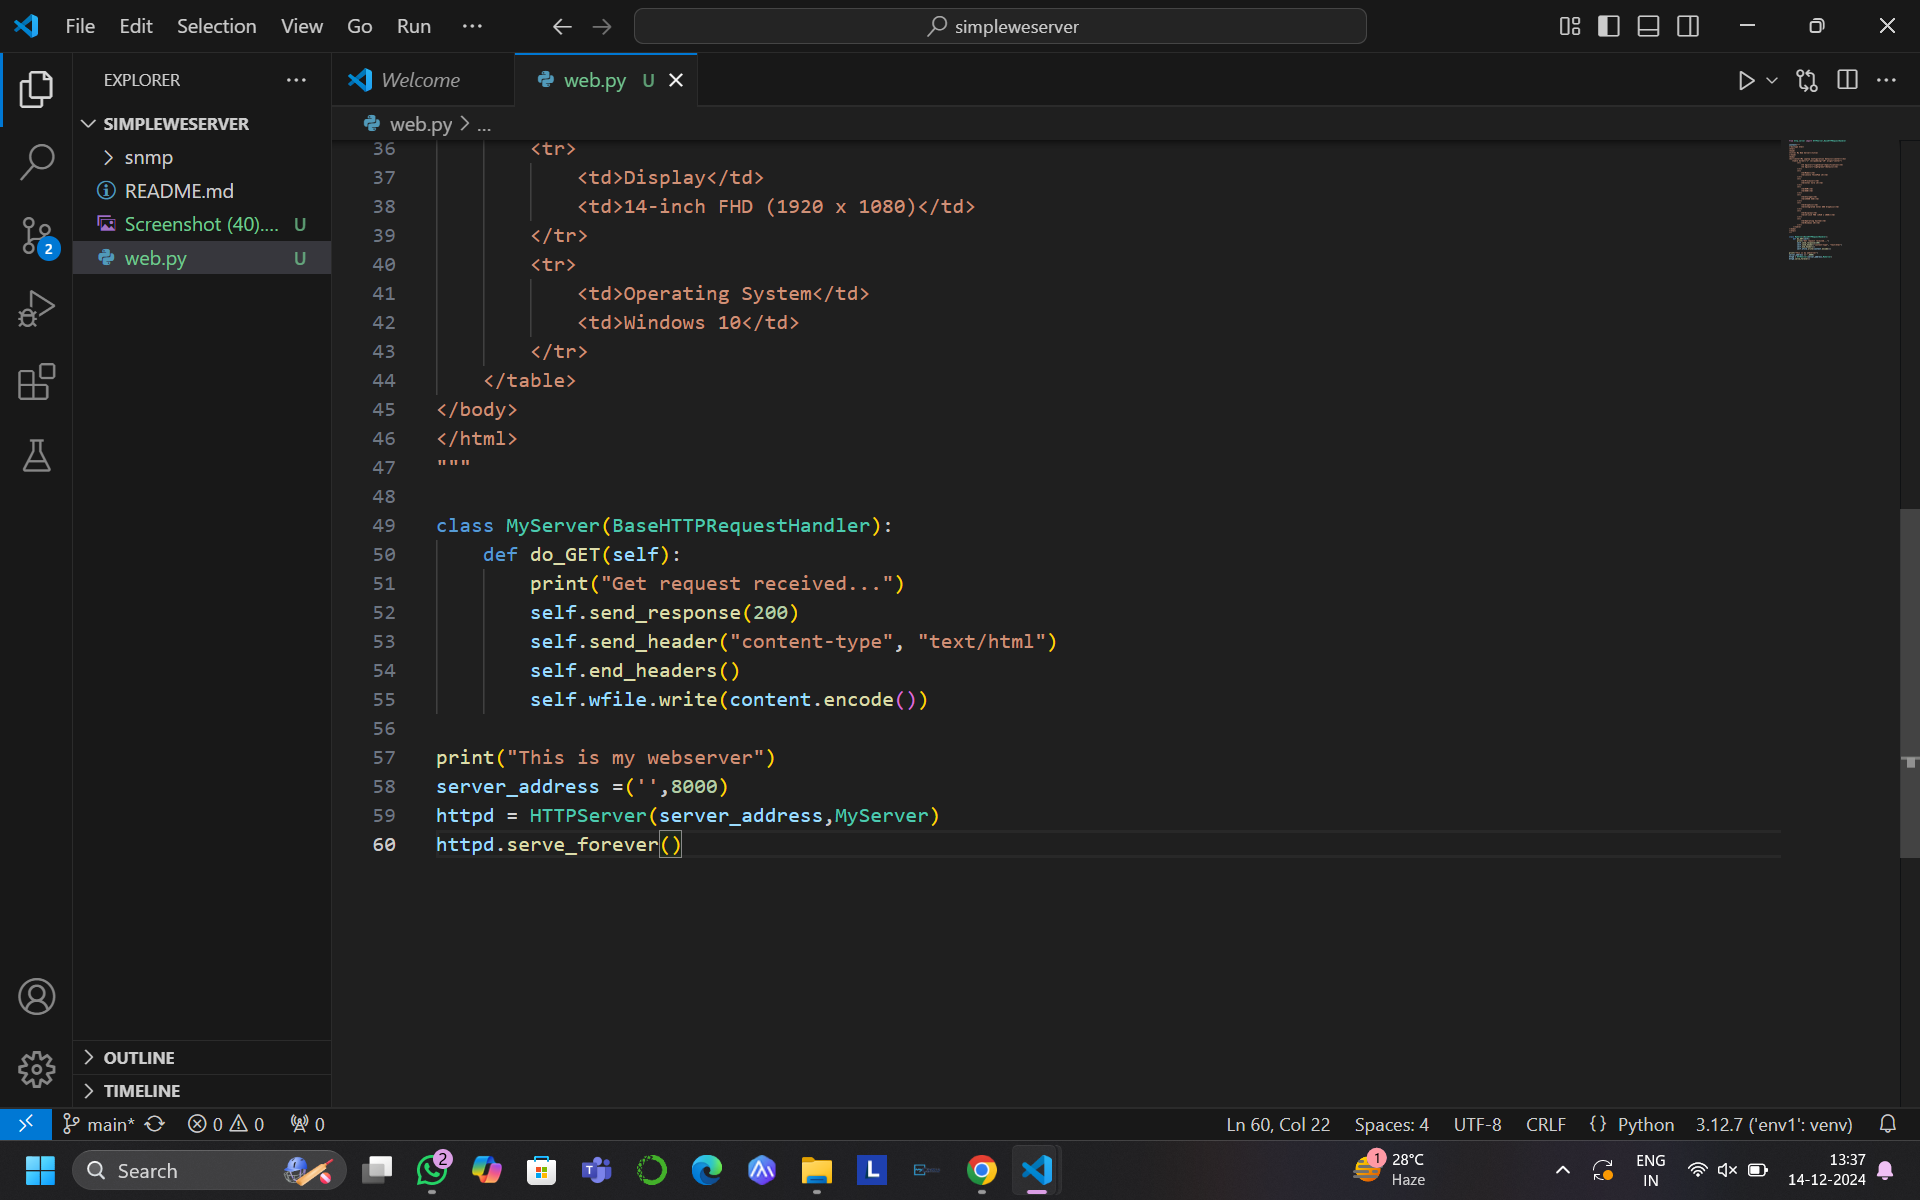 File Edit Selection View Go Run ...
simpleweserver
EXPLORER ...
Welcome
web.py U
SIMPLEWESERVER
web.py > ...
snmp
README.md
Screenshot (40).... U
web.py U
2
36 <tr>
37 <td>Display</td>
38 <td>14-inch FHD (1920 x 1080)</td>
39 </tr>
40 <tr>
41 <td>Operating System</td>
42 <td>Windows 10</td>
43 </tr>
44 </table>
45 </body>
46 </html>
47 """
48
49 class MyServer(BaseHTTPRequestHandler):
50 def do_GET(self):
51 print("Get request received...")
52 self.send_response(200)
53 self.send_header("content-type", "text/html")
54 self.end_headers()
55 self.wfile.write(content.encode())
56
57 print("This is my webserver")
58 server_address =('',8000)
59 httpd = HTTPServer(server_address,MyServer)
60 httpd.serve_forever()
OUTLINE
TIMELINE
main* 0 0 0
Ln 60, Col 22 Spaces: 4 UTF-8 CRLF {} Python 3.12.7 ('env1': venv)
Search
2
L
1
28°C
Haze
ENG
IN
13:37
14-12-2024